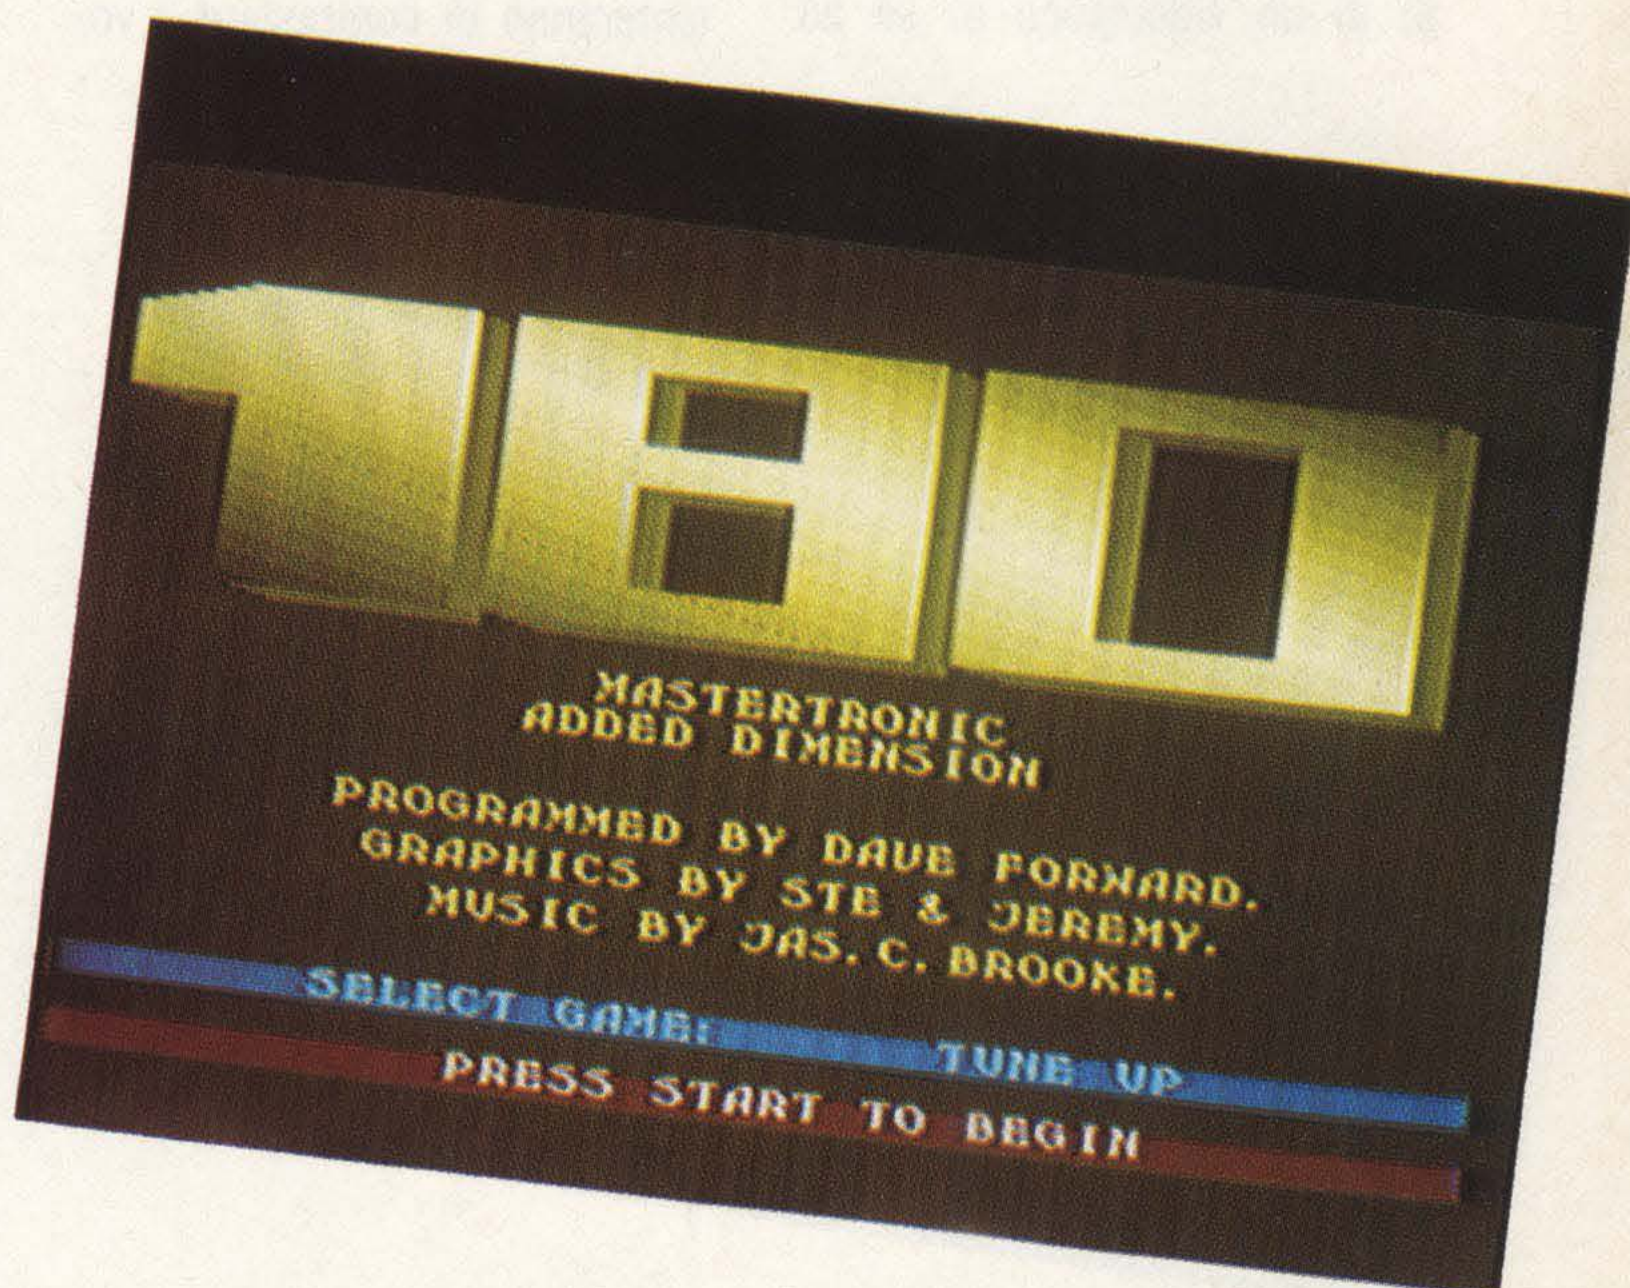 180
MASTERTRONIC
ADDED DIMENSION
PROGRAMMED BY DAVE FORWARD.
GRAPHICS BY STE & JEREMY.
MUSIC BY JAS.C.BROOKE.
SELECT GAME: TUNE UP
PRESS START TO BEGIN